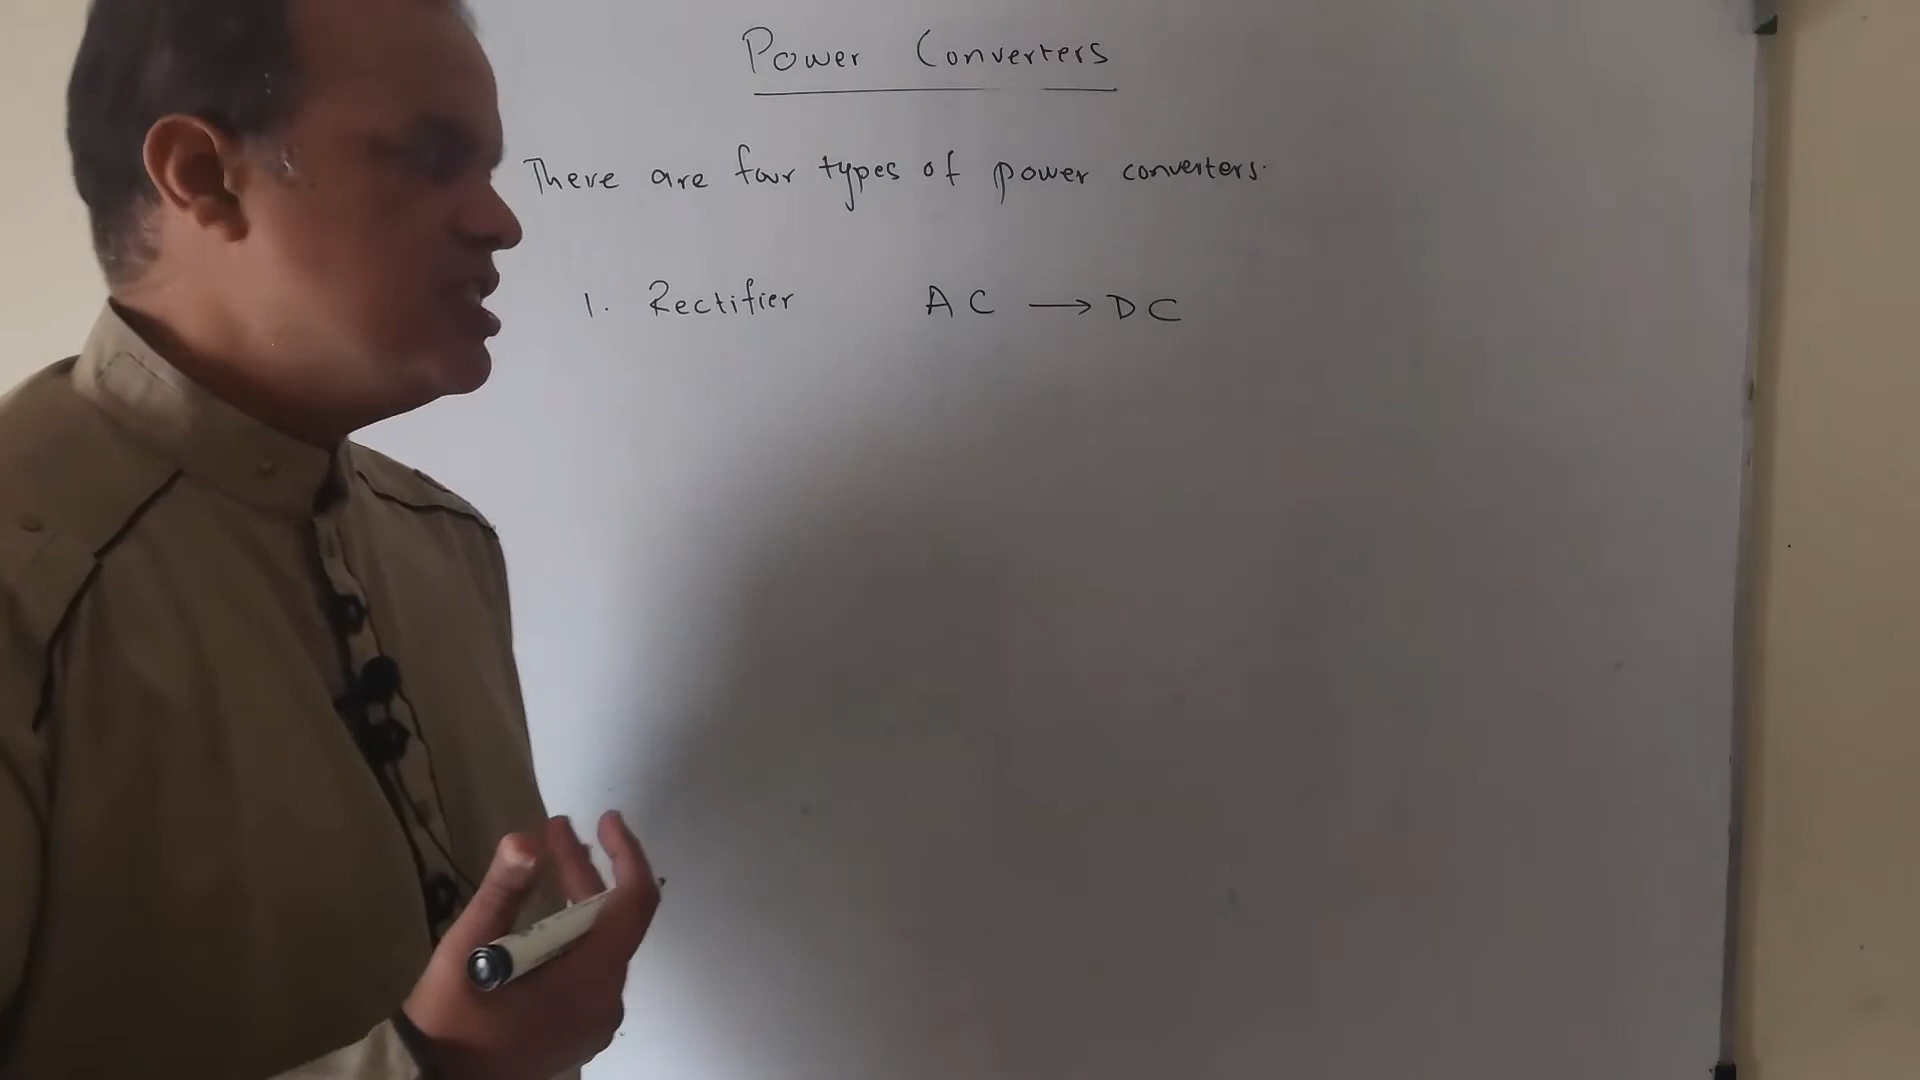 Power Converters
There are four types of power converters.
1. Rectifier AC → DC